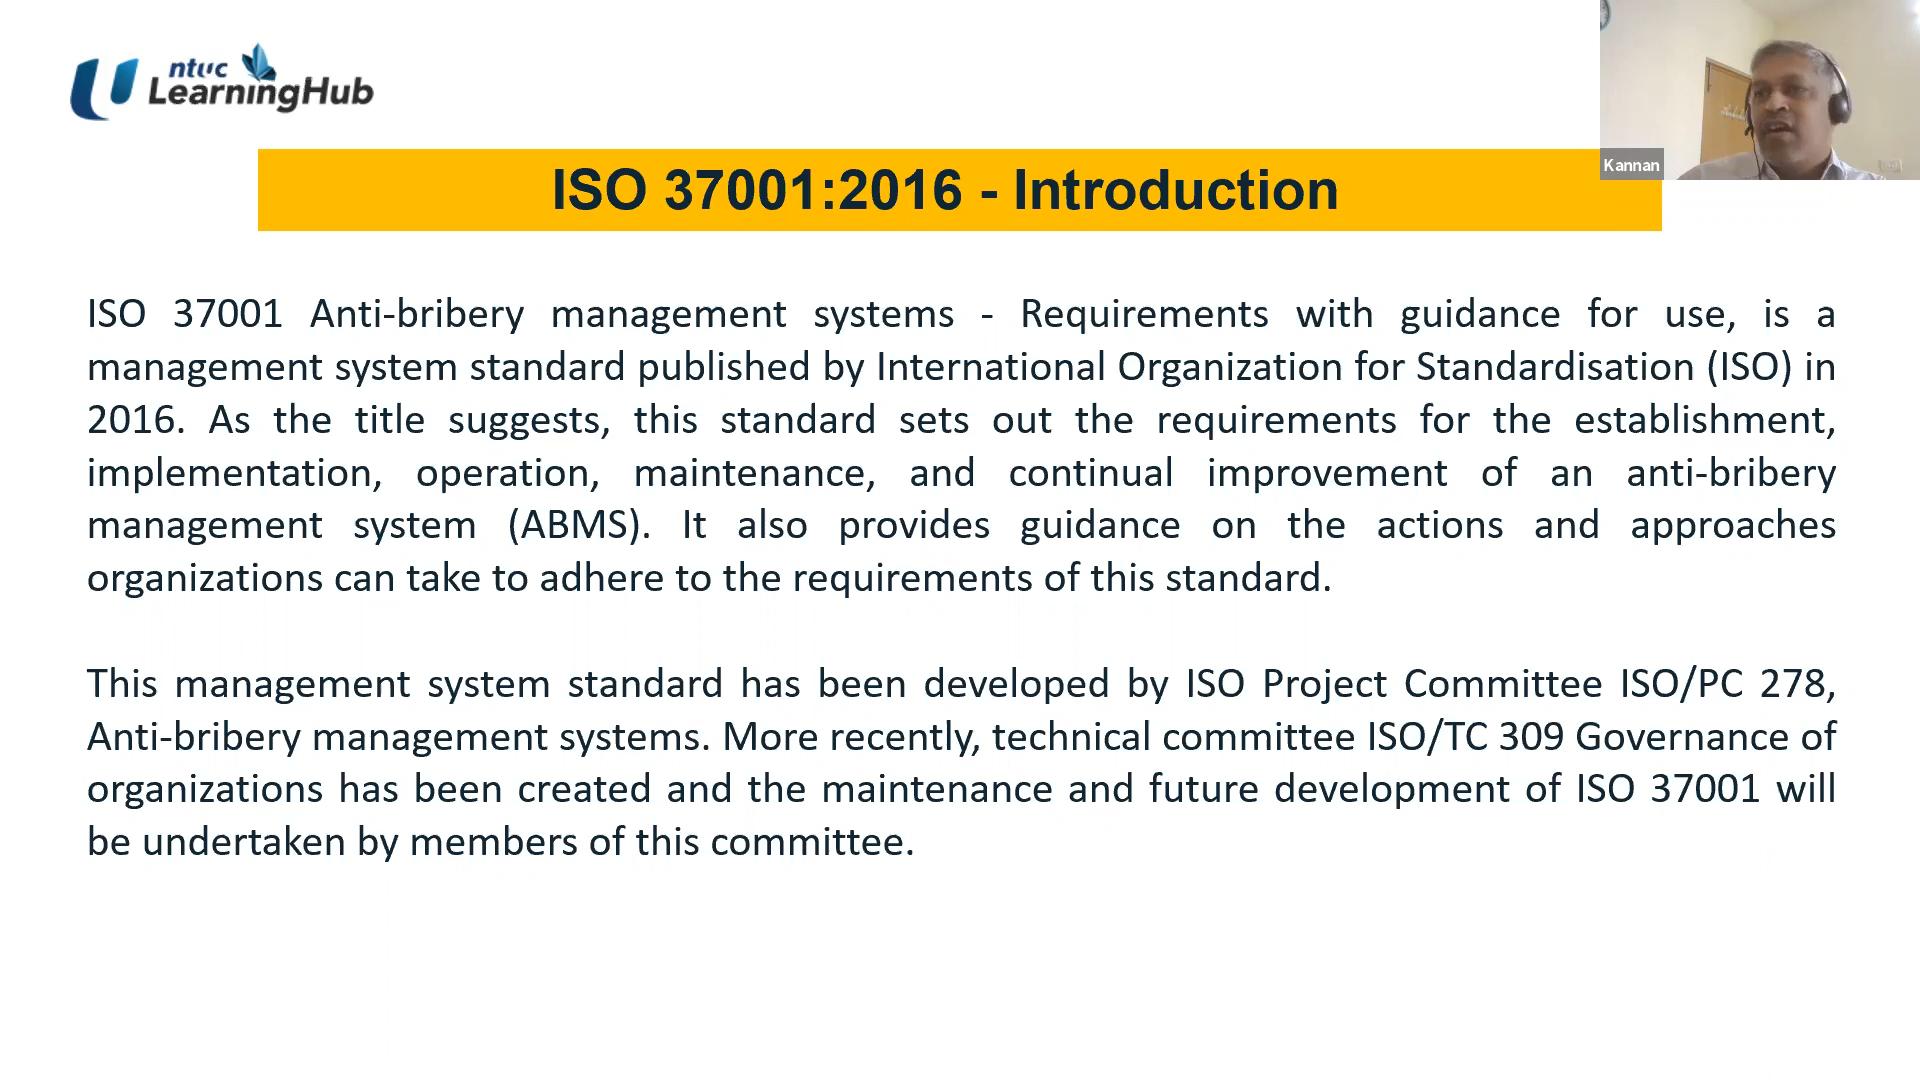 ntuc
LearningHub
Kannan
ISO 37001:2016 - Introduction
ISO 37001 Anti-bribery management systems - Requirements with guidance for use, is a
management system standard published by International Organization for Standardisation (ISO) in
2016. As the title suggests, this standard sets out the requirements for the establishment,
implementation, operation, maintenance, and continual improvement of an anti-bribery
management system (ABMS). It also provides guidance on the actions and approaches
organizations can take to adhere to the requirements of this standard.
This management system standard has been developed by ISO Project Committee ISO/PC 278,
Anti-bribery management systems. More recently, technical committee ISO/TC 309 Governance of
organizations has been created and the maintenance and future development of ISO 37001 will
be undertaken by members of this committee.